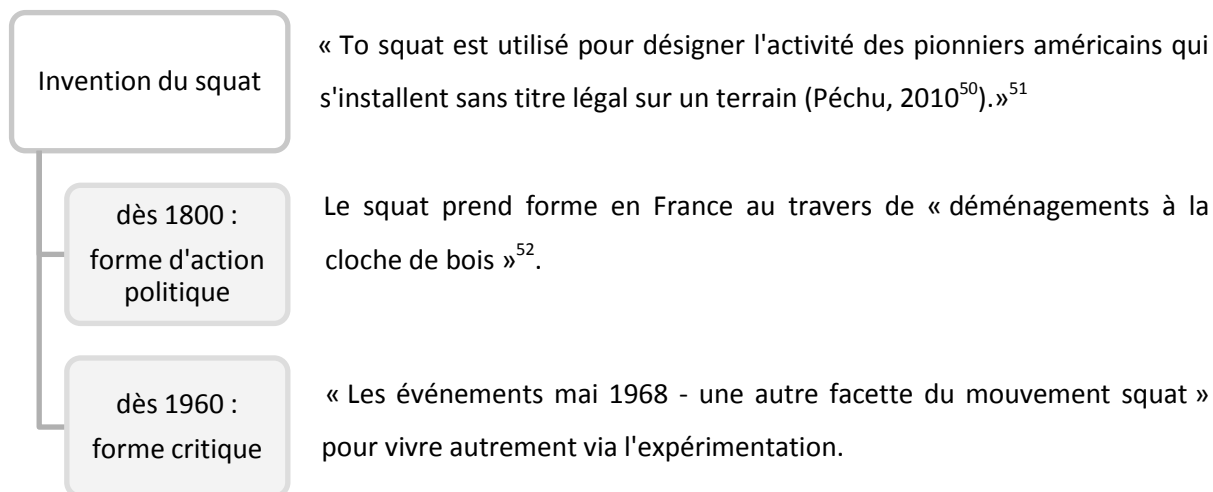 Invention du squat
« To squat est utilisé pour désigner l'activité des pionniers américains qui
s'installent sans titre légal sur un terrain (Péchu, 2010⁵⁰).»⁵¹
dès 1800 :
forme d'action
politique
Le squat prend forme en France au travers de « déménagements à la
cloche de bois »⁵².
dès 1960 :
forme critique
« Les événements mai 1968 - une autre facette du mouvement squat »
pour vivre autrement via l'expérimentation.